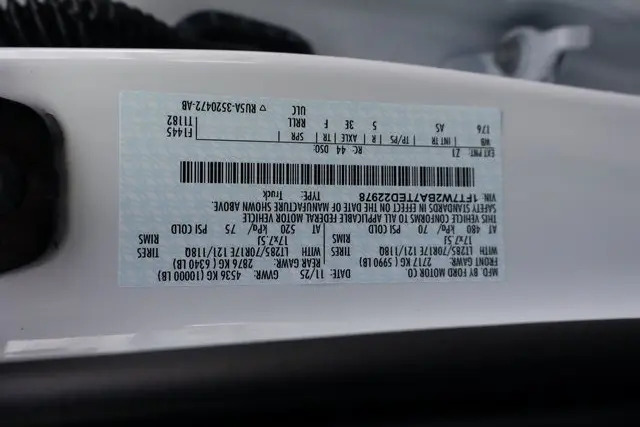 MFD. BY FORD MOTOR CO.
DATE: 11/25 GVWR: 4536 KG (10000 LB)
FRONT GAWR: 2717 KG (5990 LB) REAR GAWR: 2876 KG (6340 LB)
LT285/70R17E 121/118Q TIRES WITH LT285/70R17E 121/118Q TIRES WITH
17x7.5J RIMS 17x7.5J RIMS
AT 480 kPa/ 70 PSI COLD AT 520 kPa/ 75 PSI COLD
THIS VEHICLE CONFORMS TO ALL APPLICABLE FEDERAL MOTOR VEHICLE
SAFETY STANDARDS IN EFFECT ON THE DATE OF MANUFACTURE SHOWN ABOVE.
VIN: 1FT7W2BA7TED22978 TYPE: Truck
EXT PNT: Z1 RC: 44 DSO:
WB INT TR TP/PS R AXLE TR SPR F1445
176 AS 5 3E F RRLL T1182
ULC ▽ RUSA-3520472-AB